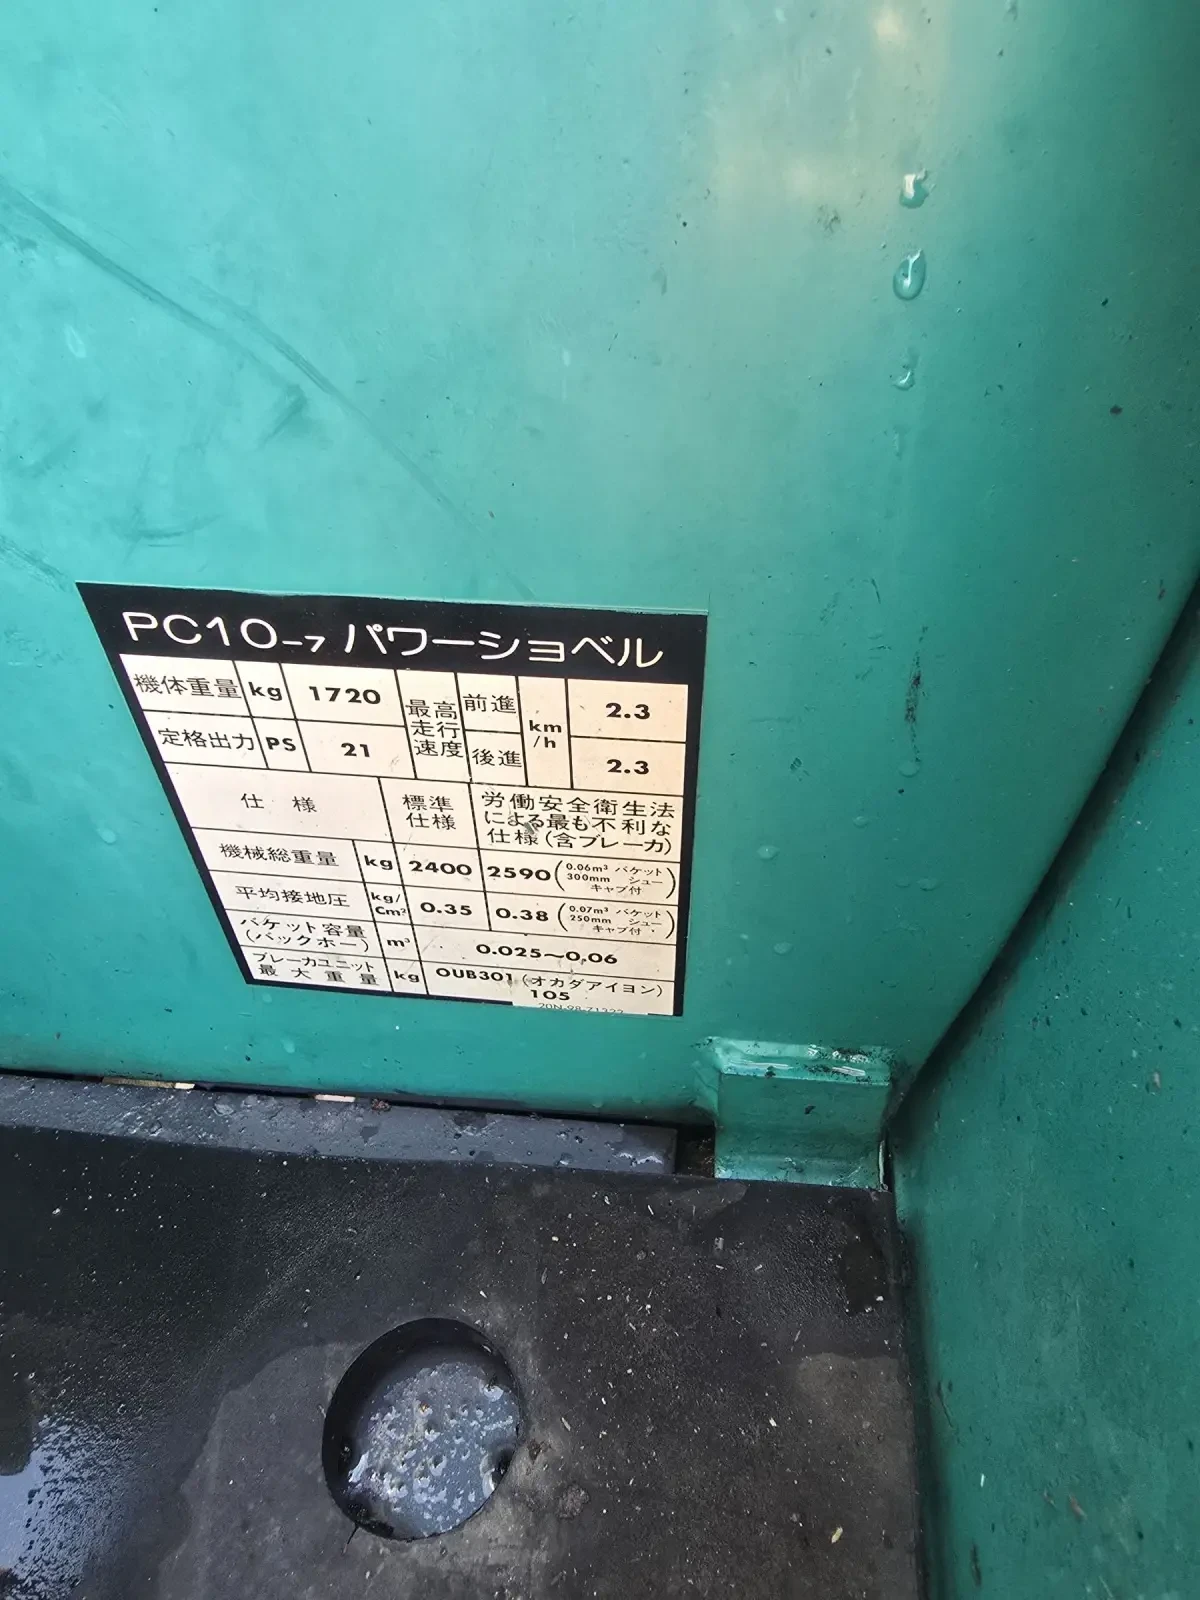 PC10-7 パワーショベル
機体重量 kg 1720 最高走行速度 前進 km/h 2.3
定格出力 PS 21 後進 2.3
仕様 標準仕様 労働安全衛生法による最も不利な仕様(含ブレーカ)
機械総重量 kg 2400 2590 (0.06m³ バケット 300mm シュー キャブ付)
平均接地圧 kg/Cm² 0.35 0.38 (0.07m³ バケット 250mm シュー キャブ付)
バケット容量(バックホー) m³ 0.025〜0.06
ブレーカユニット最大重量 kg OUB301 (オカダアイヨン) 105